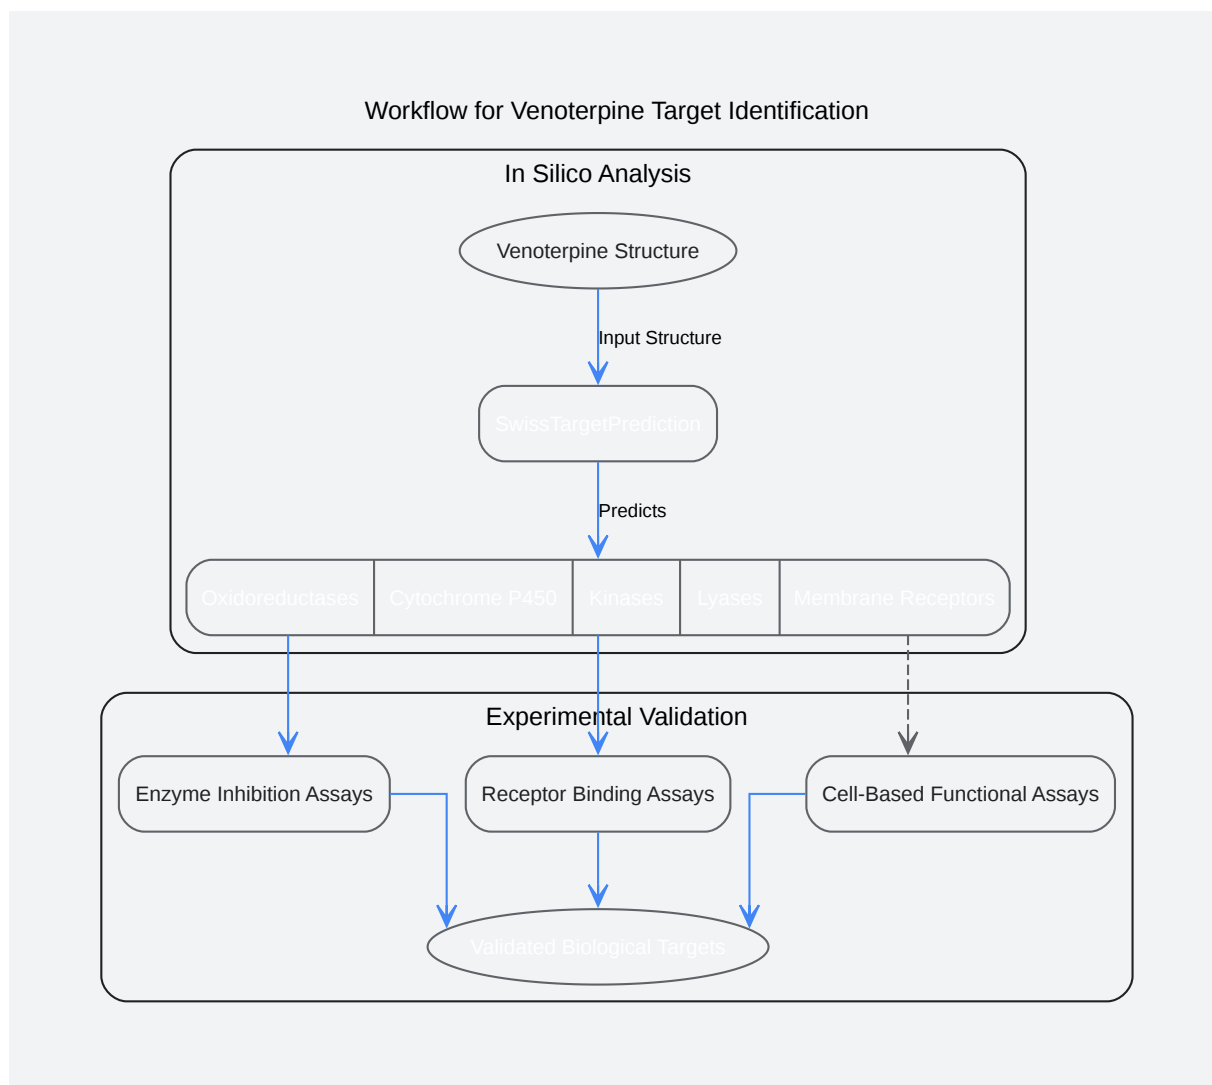 Workflow for Venoterpine Target Identification
In Silico Analysis
Venoterpine Structure
Input Structure
SwissTargetPrediction
Predicts
Oxidoreductases Cytochrome P450 Kinases Lyases Membrane Receptors
Experimental Validation
Enzyme Inhibition Assays Receptor Binding Assays Cell-Based Functional Assays
Validated Biological Targets